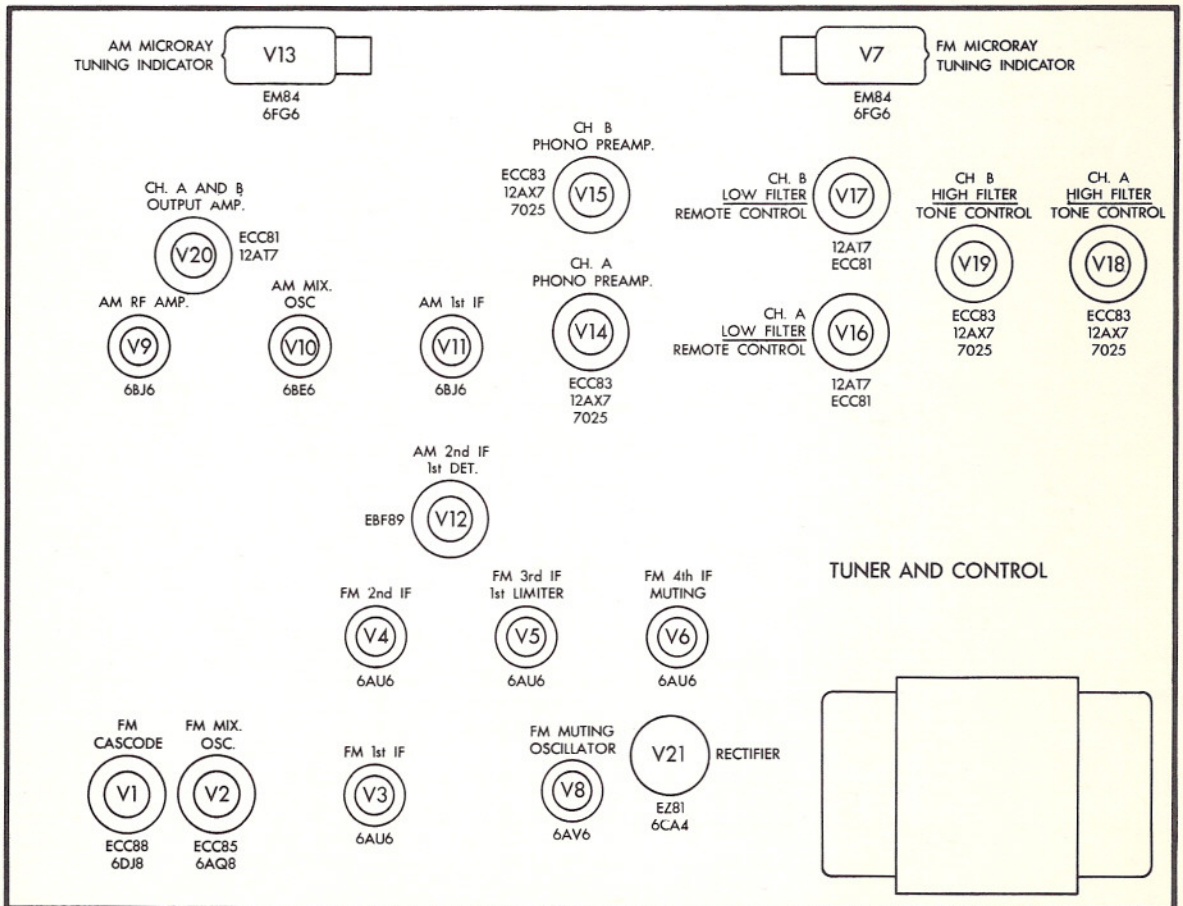 AM MICRORAY
TUNING INDICATOR
V13
EM84
6FG6
V7
FM MICRORAY
TUNING INDICATOR
EM84
6FG6
CH B
PHONO PREAMP.
ECC83
12AX7
7025
V15
CH. B
LOW FILTER
REMOTE CONTROL
V17
12AT7
ECC81
CH B
HIGH FILTER
TONE CONTROL
V19
ECC83
12AX7
7025
CH. A
HIGH FILTER
TONE CONTROL
V18
ECC83
12AX7
7025
CH. A AND B
OUTPUT AMP.
V20
ECC81
12AT7
AM RF AMP.
V9
6BJ6
AM MIX.
OSC
V10
6BE6
AM 1st IF
V11
6BJ6
CH. A
PHONO PREAMP.
V14
ECC83
12AX7
7025
CH. A
LOW FILTER
REMOTE CONTROL
V16
12AT7
ECC81
AM 2nd IF
1st DET.
EBF89
V12
FM 2nd IF
V4
6AU6
FM 3rd IF
1st LIMITER
V5
6AU6
FM 4th IF
MUTING
V6
6AU6
TUNER AND CONTROL
FM
CASCODE
V1
ECC88
6DJ8
FM MIX.
OSC.
V2
ECC85
6AQ8
FM 1st IF
V3
6AU6
FM MUTING
OSCILLATOR
V8
6AV6
V21
RECTIFIER
EZ81
6CA4